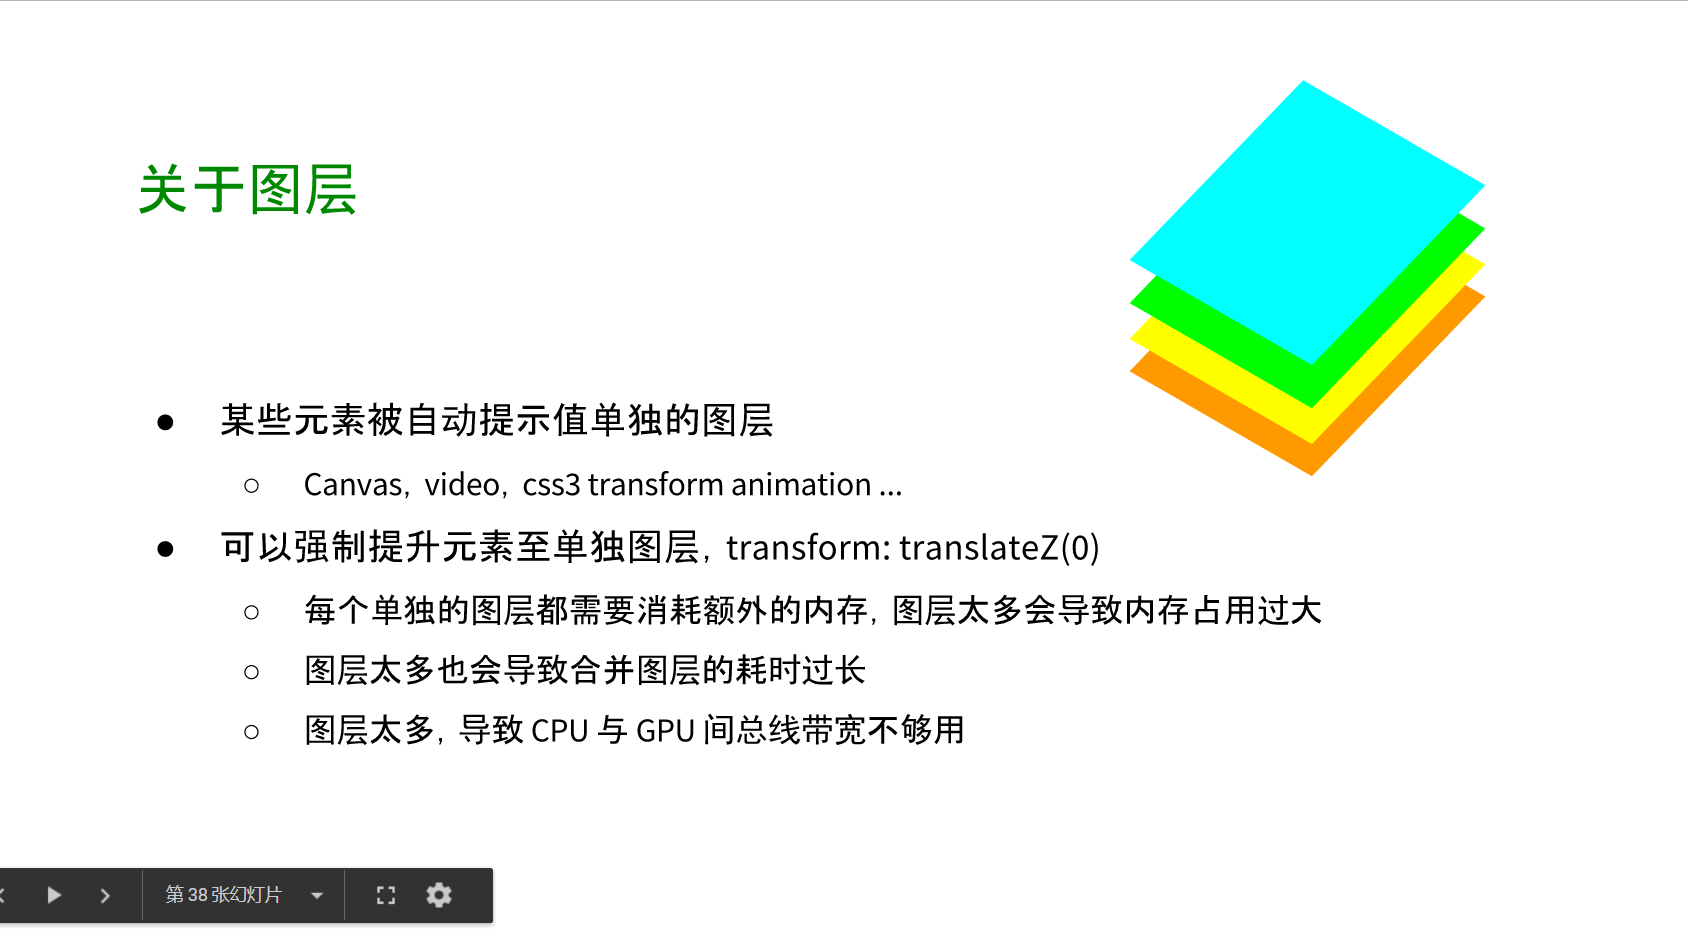 关于图层
● 某些元素被自动提示值单独的图层
○ Canvas，video，css3 transform animation ...
● 可以强制提升元素至单独图层，transform: translateZ(0)
○ 每个单独的图层都需要消耗额外的内存，图层太多会导致内存占用过大
○ 图层太多也会导致合并图层的耗时过长
○ 图层太多，导致 CPU 与 GPU 间总线带宽不够用
第 38 张幻灯片